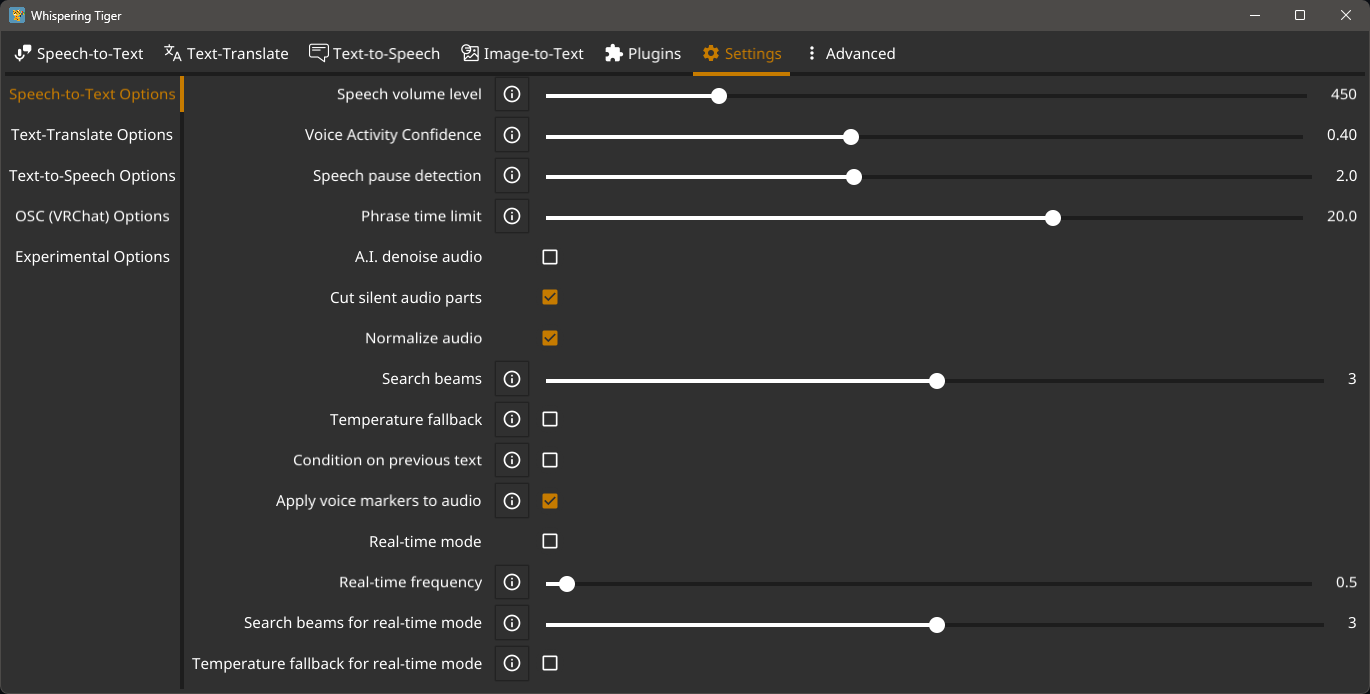 Whispering Tiger
Speech-to-Text Text-Translate Text-to-Speech Image-to-Text Plugins Settings Advanced
Speech-to-Text Options
Text-Translate Options
Text-to-Speech Options
OSC (VRChat) Options
Experimental Options
Speech volume level 450
Voice Activity Confidence 0.40
Speech pause detection 2.0
Phrase time limit 20.0
A.I. denoise audio
Cut silent audio parts
Normalize audio
Search beams 3
Temperature fallback
Condition on previous text
Apply voice markers to audio
Real-time mode
Real-time frequency 0.5
Search beams for real-time mode 3
Temperature fallback for real-time mode